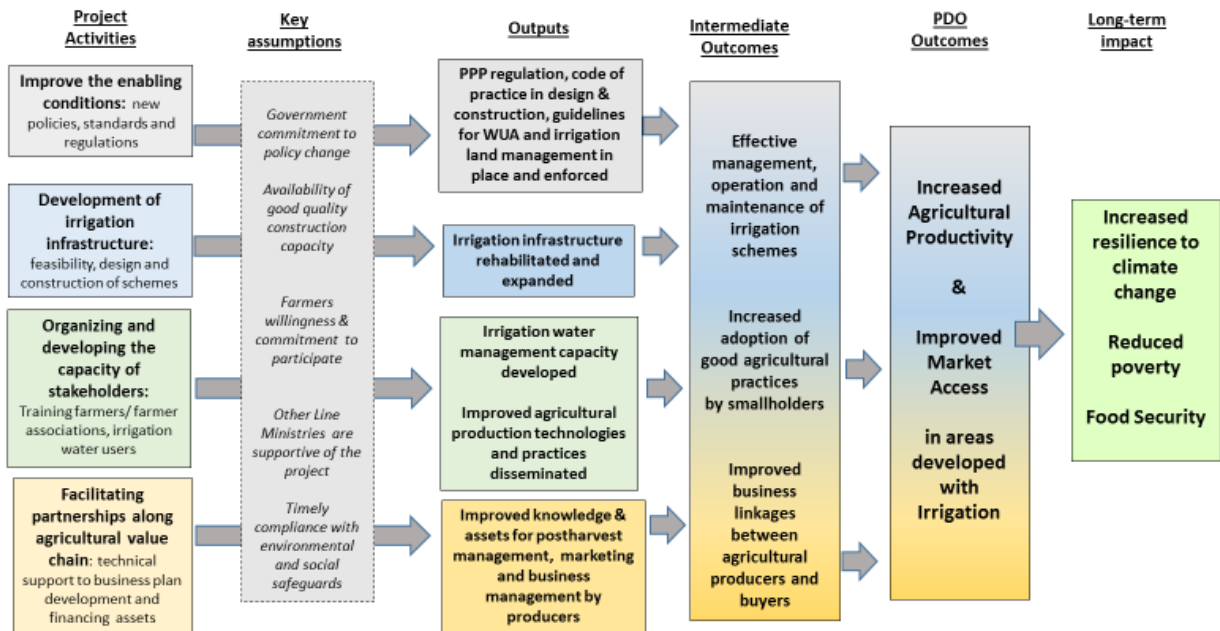 Project
Activities
Key
assumptions
Outputs
Intermediate
Outcomes
PDO
Outcomes
Long-term
impact
Improve the enabling
conditions: new
policies, standards and
regulations
Development of
irrigation
infrastructure:
feasibility, design and
construction of schemes
Organizing and
developing the
capacity of
stakeholders:
Training farmers/ farmer
associations, irrigation
water users
Facilitating
partnerships along
agricultural value
chain: technical
support to business plan
development and
financing assets
Government
commitment to
policy change
Availability of
good quality
construction
capacity
Farmers
willingness &
commitment to
participate
Other Line
Ministries are
supportive of the
project
Timely
compliance with
environmental
and social
safeguards
PPP regulation, code of
practice in design &
construction, guidelines
for WUA and irrigation
land management in
place and enforced
Irrigation infrastructure
rehabilitated and
expanded
Irrigation water
management capacity
developed
Improved agricultural
production technologies
and practices
disseminated
Improved knowledge &
assets for postharvest
management, marketing
and business
management by
producers
Effective
management,
operation and
maintenance of
irrigation
schemes
Increased
adoption of
good agricultural
practices
by smallholders
Improved
business
linkages
between
agricultural
producers and
buyers
Increased
Agricultural
Productivity
&
Improved
Market
Access
in areas
developed
with
Irrigation
Increased
resilience to
climate
change
Reduced
poverty
Food Security